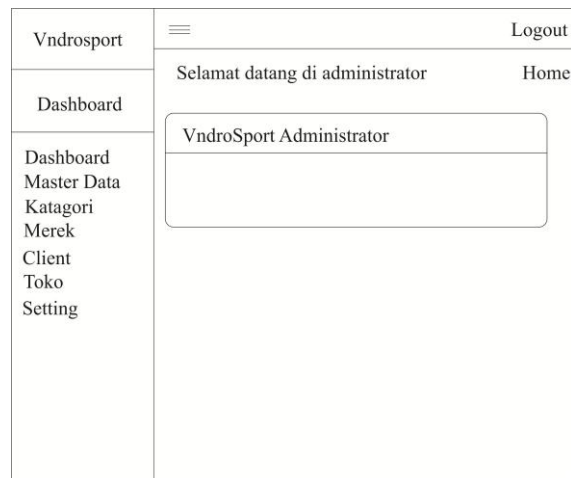 Vndrosport
Logout
Selamat datang di administrator
Home
Dashboard
VndroSport Administrator
Dashboard
Master Data
Katagori
Merek
Client
Toko
Setting